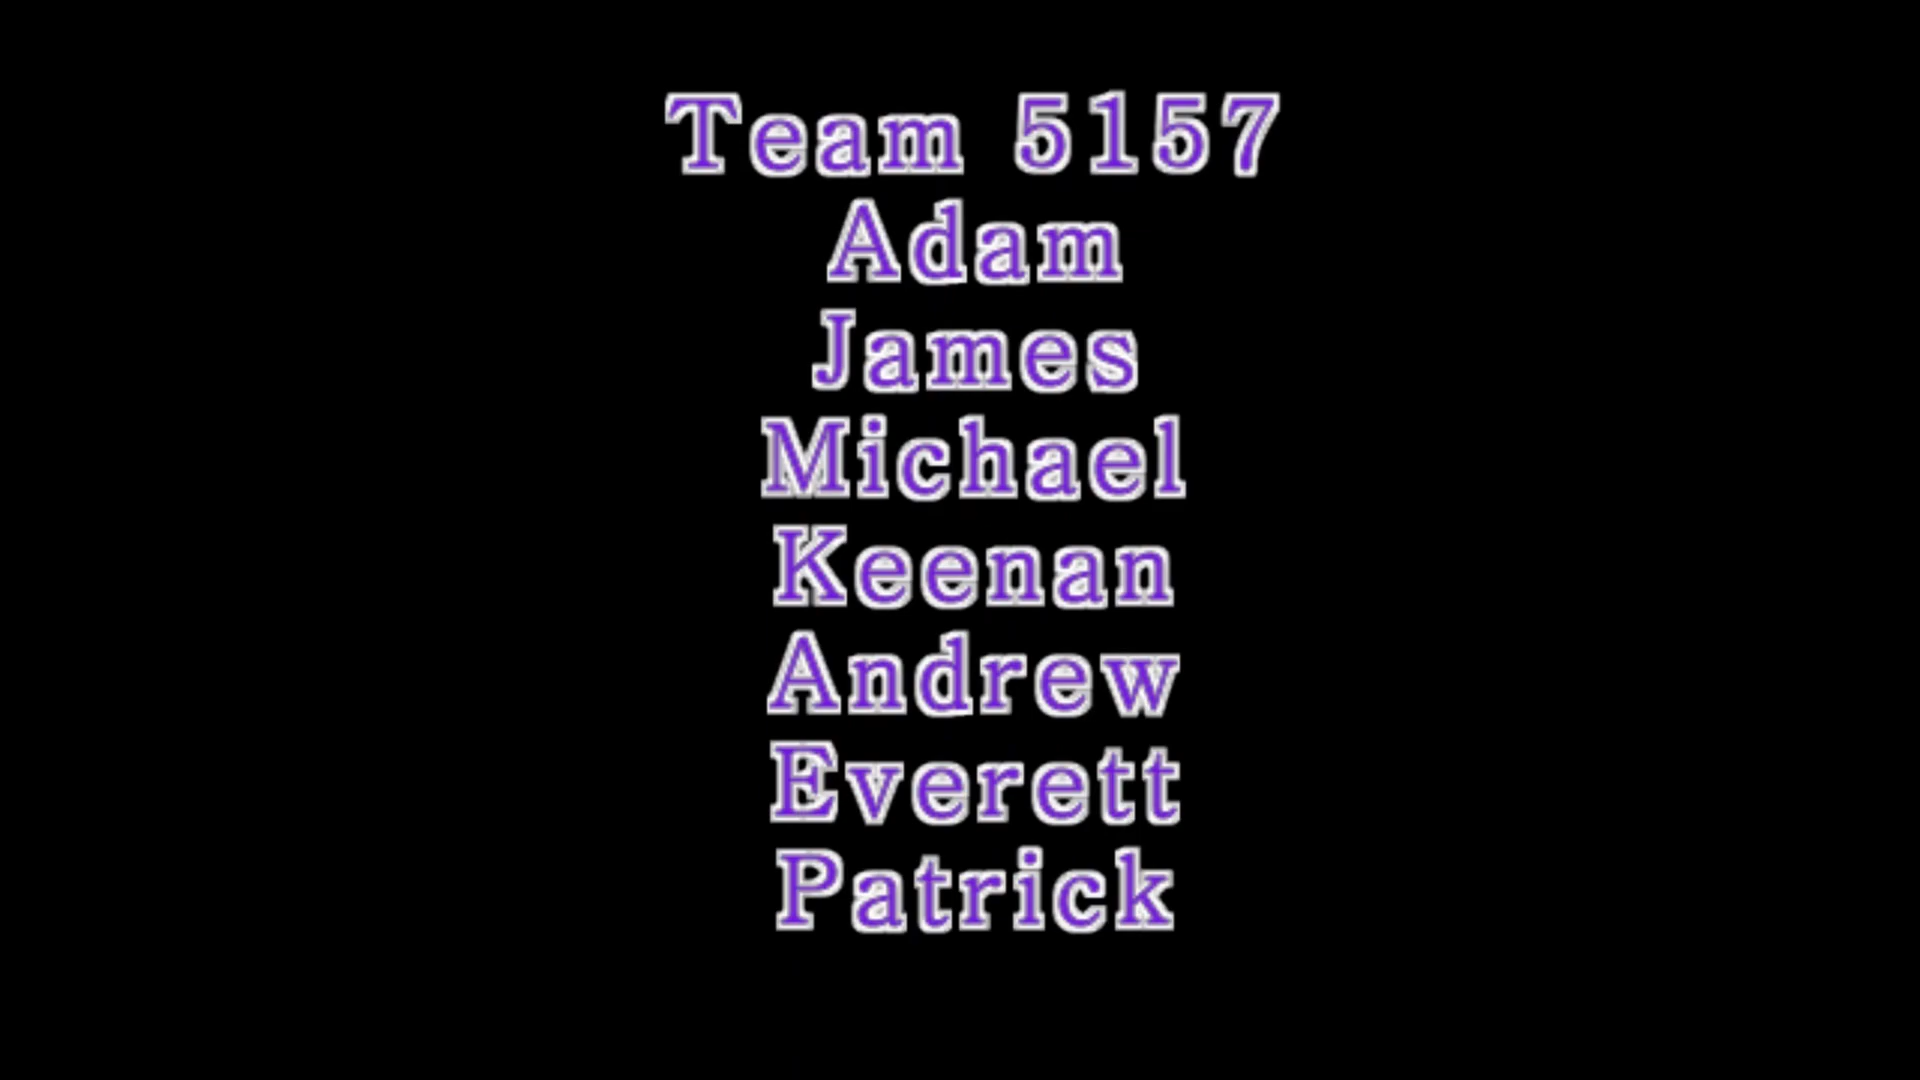 Team 5157
Adam
James
Michael
Keenan
Andrew
Everett
Patrick